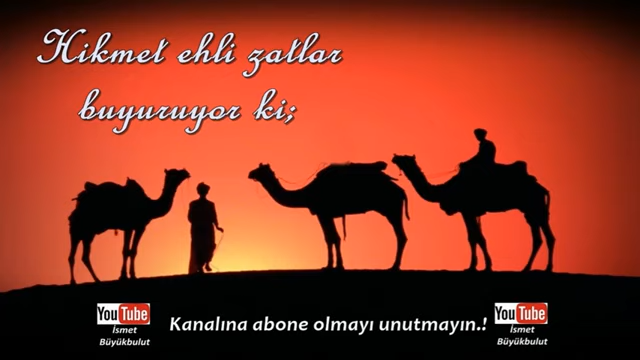 Hikmet ehli zatlar
buyuruyor ki;
YouTube
İsmet
Büyükbulut
Kanalına abone olmayı unutmayın.!
YouTube
İsmet
Büyükbulut